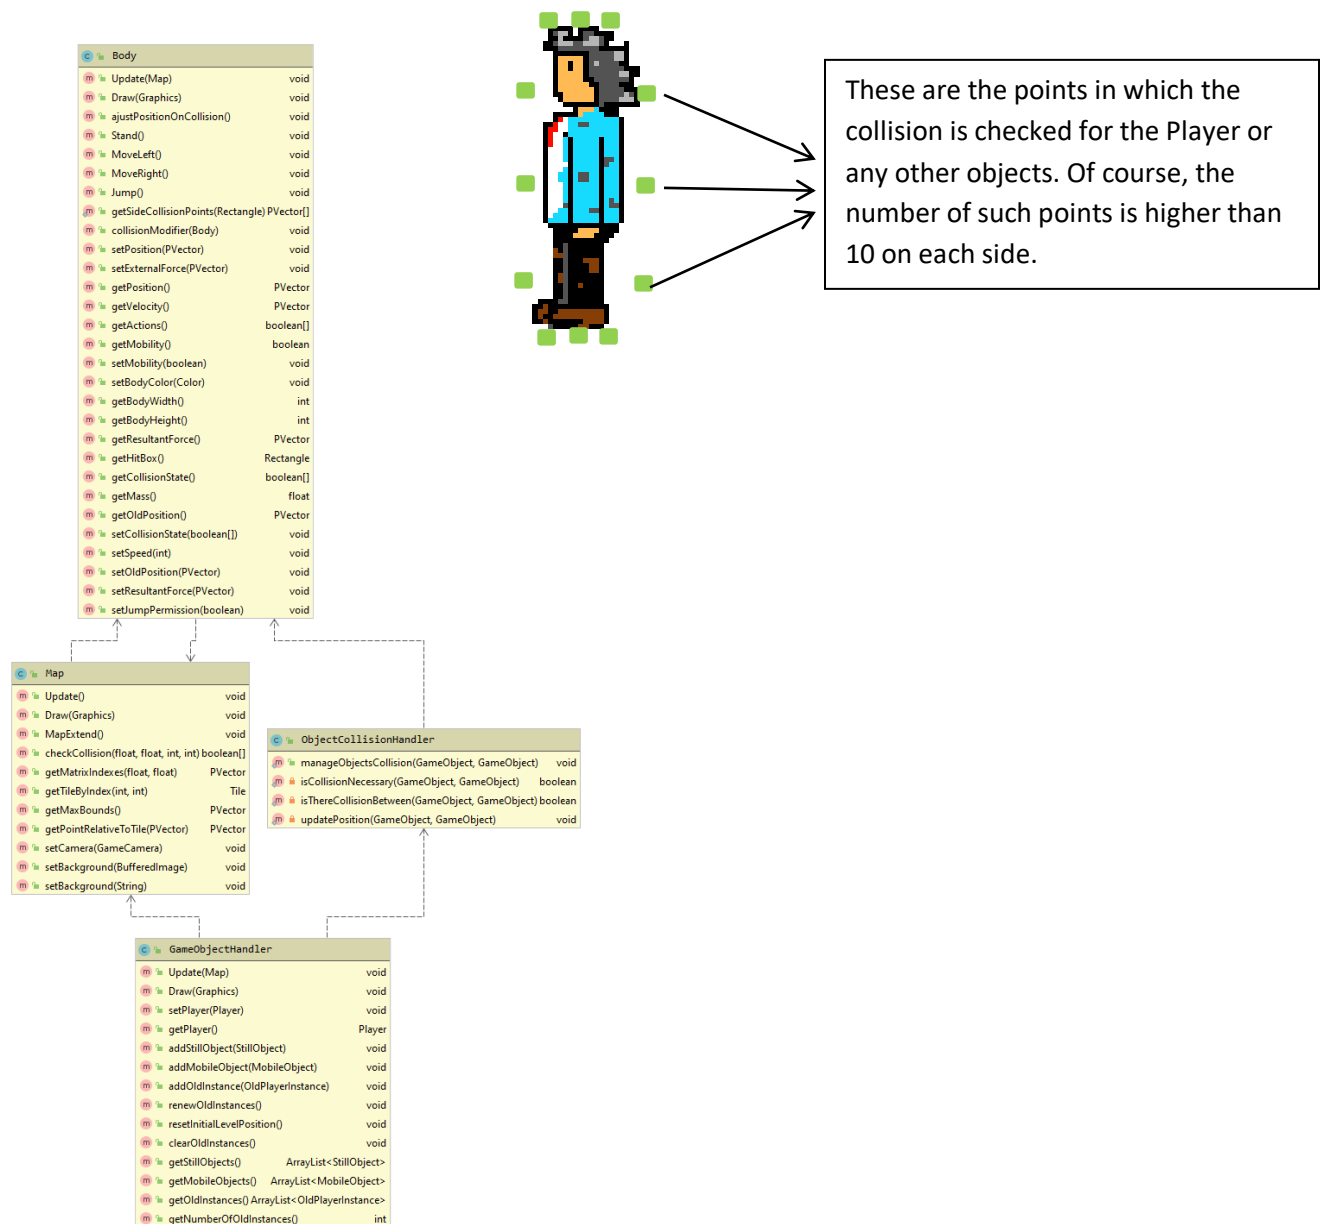 Body
Update(Map) void
Draw(Graphics) void
ajustPositionOnCollision() void
Stand() void
MoveLeft() void
MoveRight() void
Jump() void
getSideCollisionPoints(Rectangle) PVector[]
collisionModifier(Body) void
setPosition(PVector) void
setExternalForce(PVector) void
getPosition() PVector
getVelocity() PVector
getActions() boolean[]
getMobility() boolean
setMobility(boolean) void
setBodyColor(Color) void
getBodyWidth() int
getBodyHeight() int
getResultantForce() PVector
getHitBox() Rectangle
getCollisionState() boolean[]
getMass() float
getOldPosition() PVector
setCollisionState(boolean[]) void
setSpeed(int) void
setOldPosition(PVector) void
setResultantForce(PVector) void
setJumpPermission(boolean) void
These are the points in which the
collision is checked for the Player or
any other objects. Of course, the
number of such points is higher than
10 on each side.
Map
Update() void
Draw(Graphics) void
MapExtend() void
checkCollision(float, float, int, int) boolean[]
getMatrixIndexes(float, float) PVector
getTileByIndex(int, int) Tile
getMaxBounds() PVector
getPointRelativeToTile(PVector) PVector
setCamera(GameCamera) void
setBackground(BufferedImage) void
setBackground(String) void
ObjectCollisionHandler
manageObjectsCollision(GameObject, GameObject) void
isCollisionNecessary(GameObject, GameObject) boolean
isThereCollisionBetween(GameObject, GameObject) boolean
updatePosition(GameObject, GameObject) void
GameObjectHandler
Update(Map) void
Draw(Graphics) void
setPlayer(Player) void
getPlayer() Player
addStillObject(StillObject) void
addMobileObject(MobileObject) void
addOldInstance(OldPlayerInstance) void
renewOldInstances() void
resetInitialLevelPosition() void
clearOldInstances() void
getStillObjects() ArrayList<StillObject>
getMobileObjects() ArrayList<MobileObject>
getOldInstances() ArrayList<OldPlayerInstance>
getNumberOfOldInstances() int